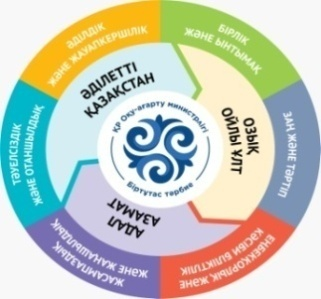 ӘДІЛДІК
ЖӘНЕ ЖАУАПКЕРШІЛІК
БІРЛІК
ЖӘНЕ ЫНТЫМАҚ
ЗАҢ ЖӘНЕ ТӘРТІП
ЕҢБЕКҚОРЛЫҚ ЖӘНЕ
КӘСІБИ БІЛІКТІЛІК
ЖАСАМПАЗДЫҚ
ЖӘНЕ ЖАҢАШЫЛДЫҚ
ТӘУЕЛСІЗДІК
ЖӘНЕ ОТАНШЫЛДЫҚ
ӘДІЛЕТТІ
ҚАЗАҚСТАН
ОЗЫҚ
ОЙЛЫ ҰЛТ
АДАЛ
АЗАМАТ
ҚР Оқу-ағарту министрлігі
Біртұтас тәрбие